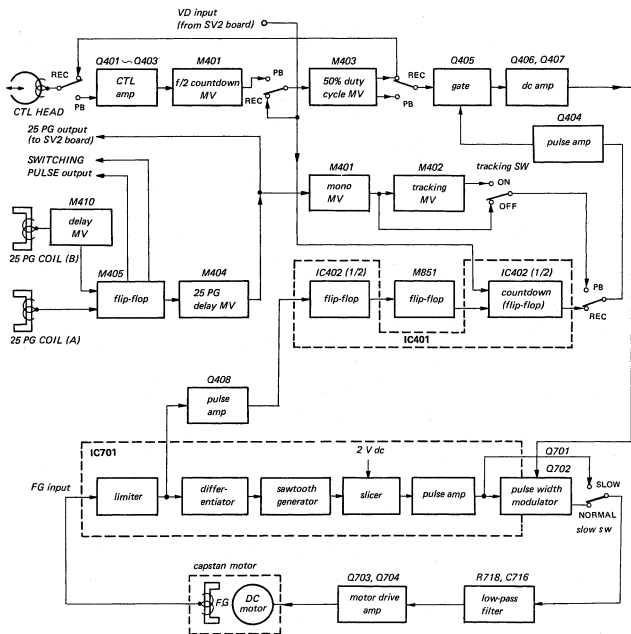 VD input
(from SV2 board)
Q401 ~ Q403
M401
M403
Q405
Q406, Q407
REC
PB
CTL HEAD
CTL
amp
f/2 countdown
MV
PB
REC
50% duty
cycle MV
REC
PB
gate
dc amp
Q404
pulse amp
25 PG output
(to SV2 board)
SWITCHING
PULSE output
M401
mono
MV
M402
tracking
MV
tracking SW
ON
OFF
M410
delay
MV
25 PG COIL (B)
M405
flip-flop
M404
25 PG
delay MV
25 PG COIL (A)
IC402 (1/2)
flip-flop
M851
flip-flop
IC402 (1/2)
countdown
(flip-flop)
IC401
PB
REC
Q408
pulse
amp
IC701
2 V dc
Q701
Q702
FG input
limiter
differ-
entiator
sawtooth
generator
slicer
pulse amp
pulse width
modulator
SLOW
NORMAL
slow sw
capstan motor
FG
DC
motor
Q703, Q704
motor drive
amp
R718, C716
low-pass
filter